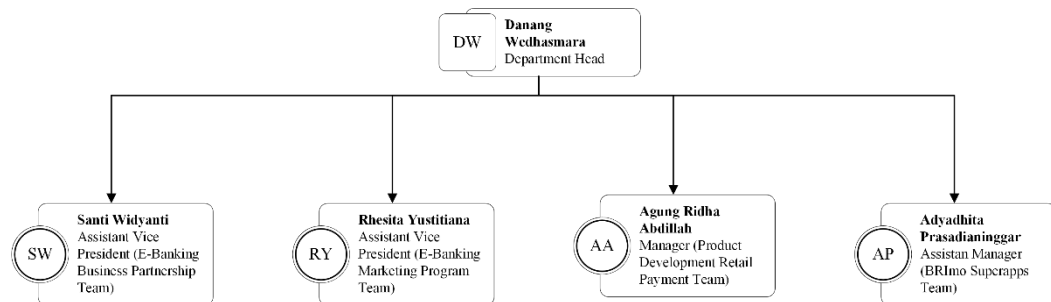 DW
Danang
Wedhasmara
Department Head
SW
Santi Widyanti
Assistant Vice
President (E-Banking
Business Partnership
Team)
RY
Rhesita Yustitiana
Assistant Vice
President (E-Banking
Marketing Program
Team)
AA
Agung Ridha
Abdillah
Manager (Product
Development Retail
Payment Team)
AP
Adyadhita
Prasadianinggar
Assistan Manager
(BRImo Superapps
Team)